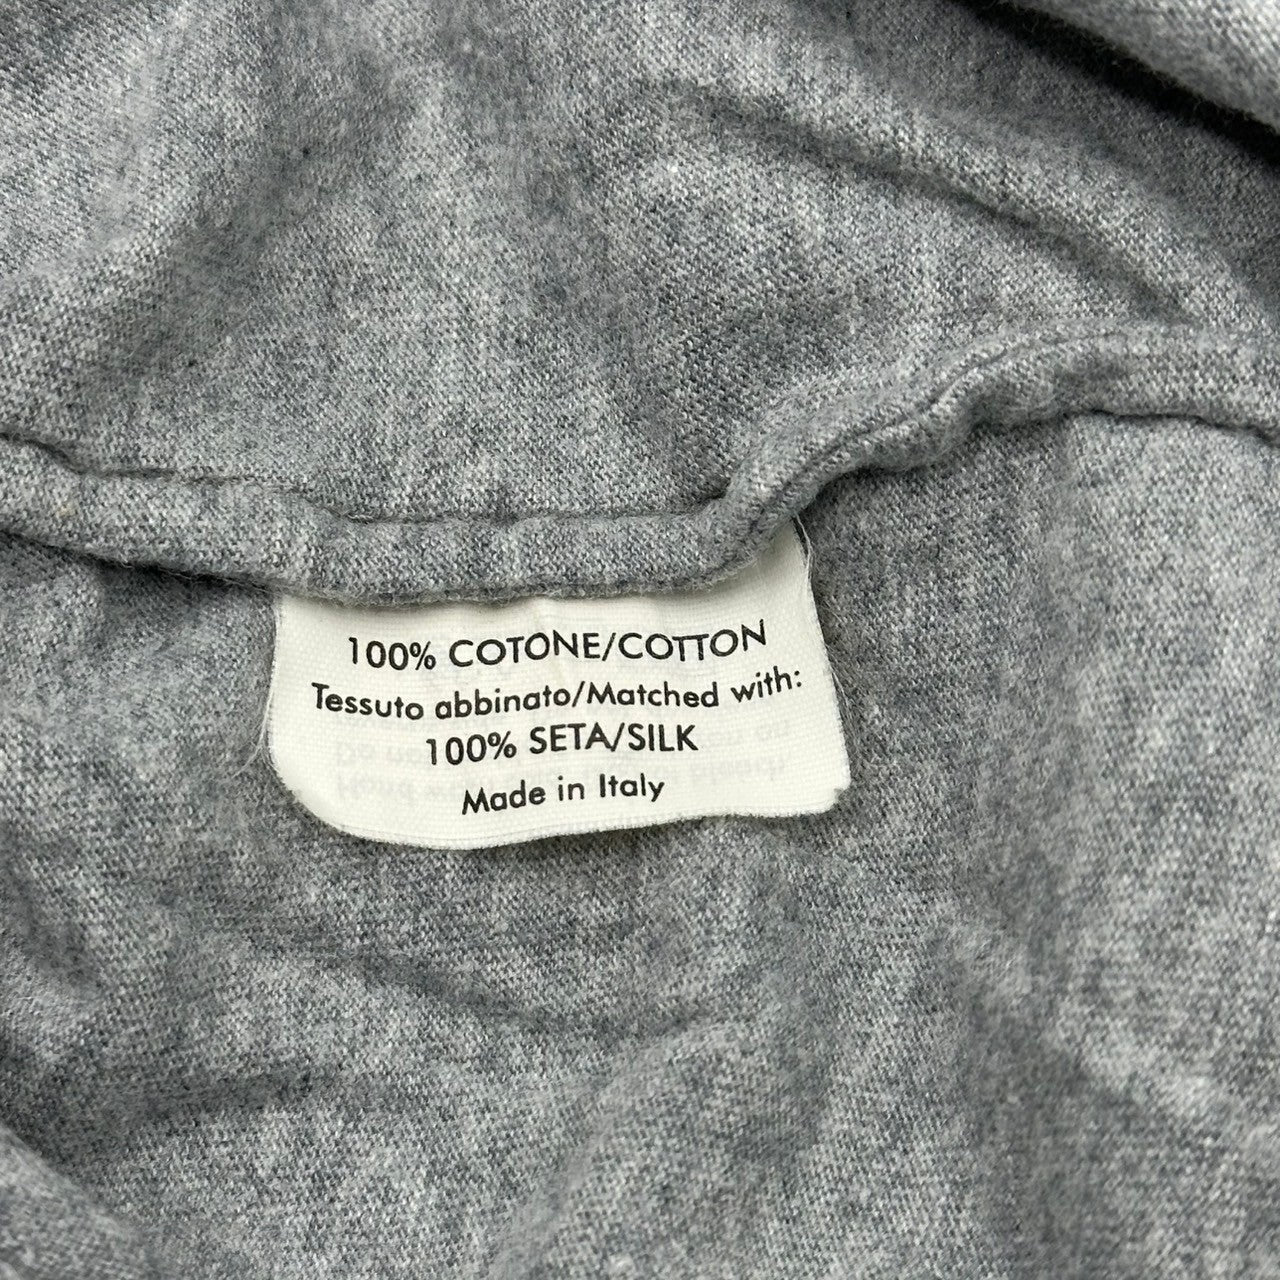 100% COTONE/COTTON
Tessuto abbinato/Matched with:
100% SETA/SILK
Made in Italy